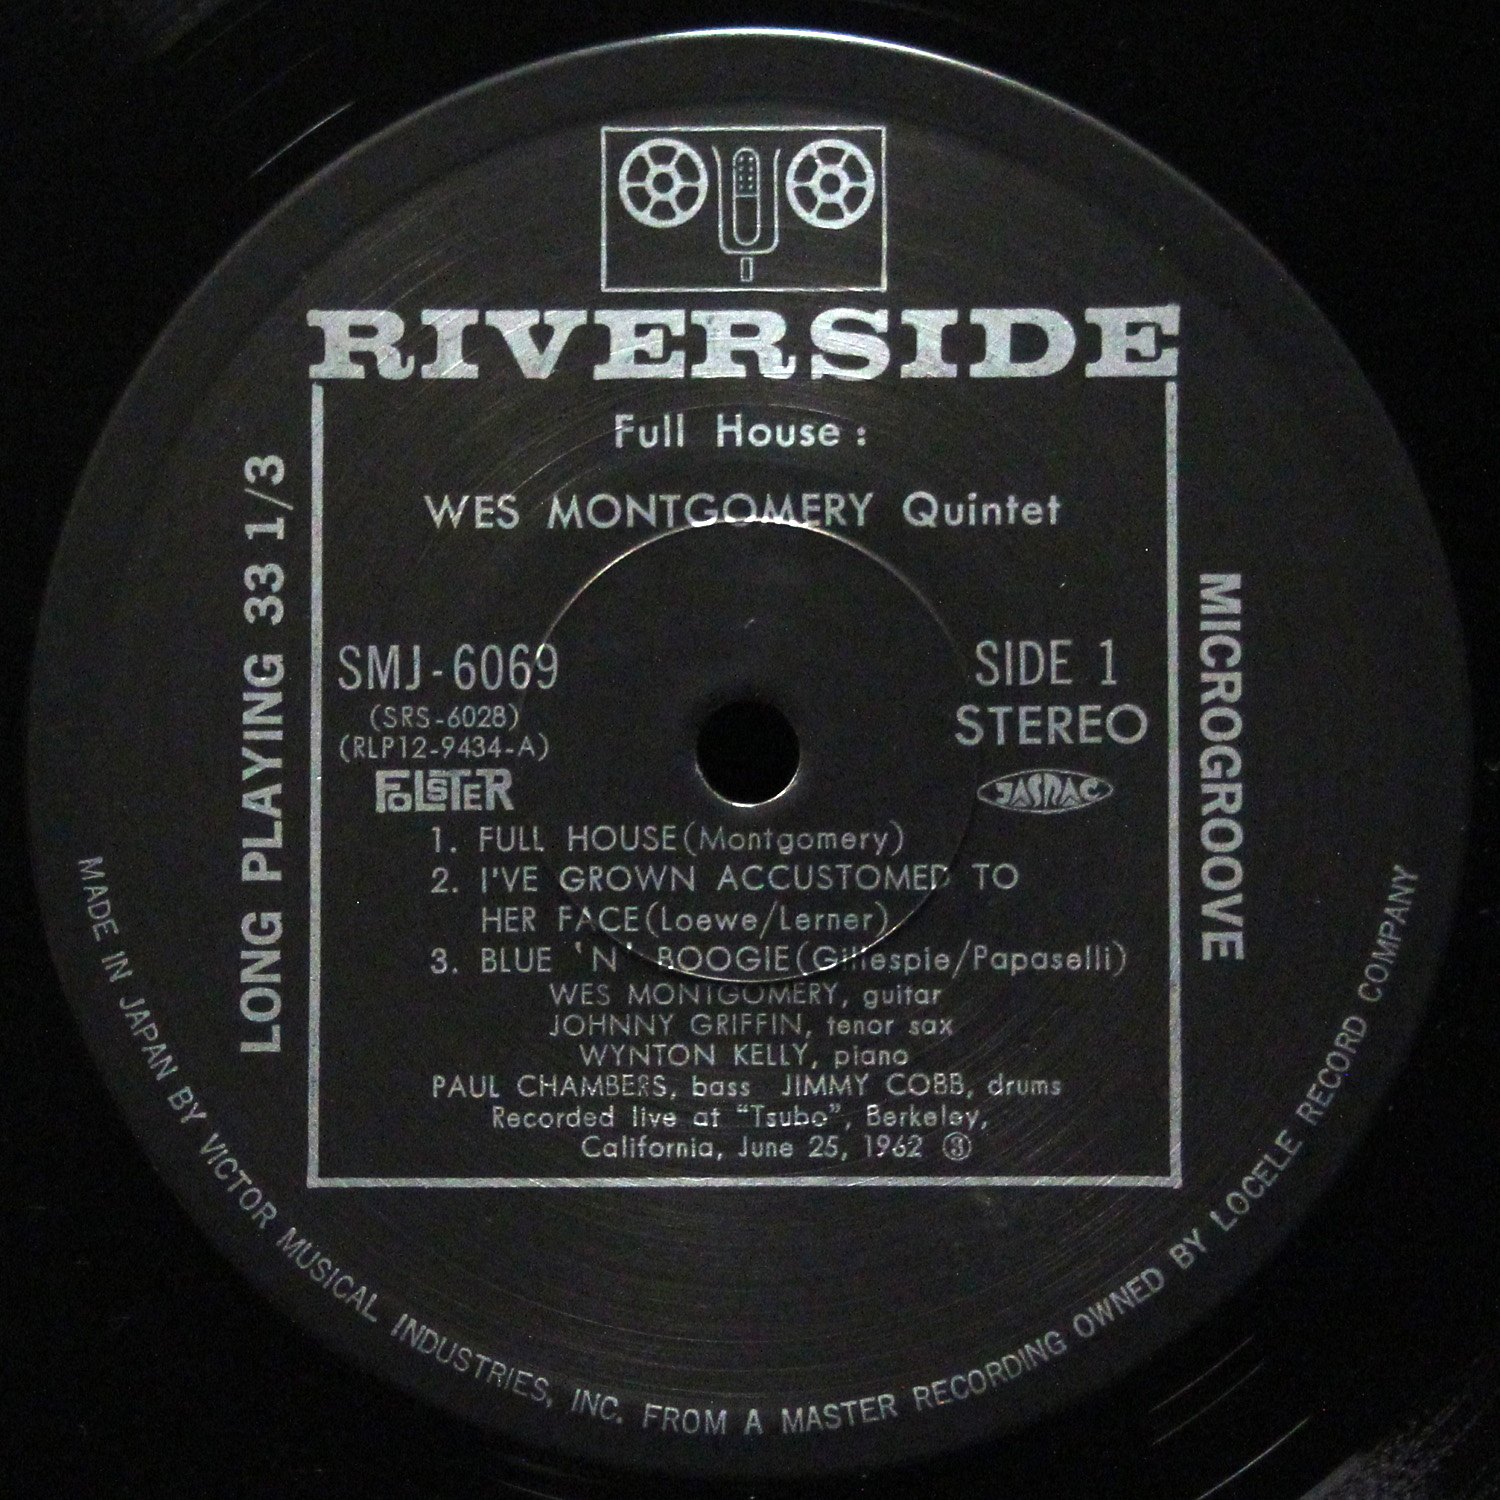 RIVERSIDE
Full House :
WES MONTGOMERY Quintet
SMJ-6069
(SRS-6028)
(RLP12-9434-A)
FOLSTER
SIDE 1
STEREO
JASRAC
1. FULL HOUSE (Montgomery)
2. I'VE GROWN ACCUSTOMED TO
HER FACE (Loewe/Lerner)
3. BLUE 'N' BOOGIE (Gillespie/Papaselli)
WES MONTGOMERY, guitar
JOHNNY GRIFFIN, tenor sax
WYNTON KELLY, piano
PAUL CHAMBERS, bass JIMMY COBB, drums
Recorded live at "Tsubo", Berkeley,
California, June 25, 1962 ③
LONG PLAYING 33 1/3
MICROGROOVE
MADE IN JAPAN BY VICTOR MUSICAL INDUSTRIES, INC. FROM A MASTER RECORDING OWNED BY LOCELE RECORD COMPANY